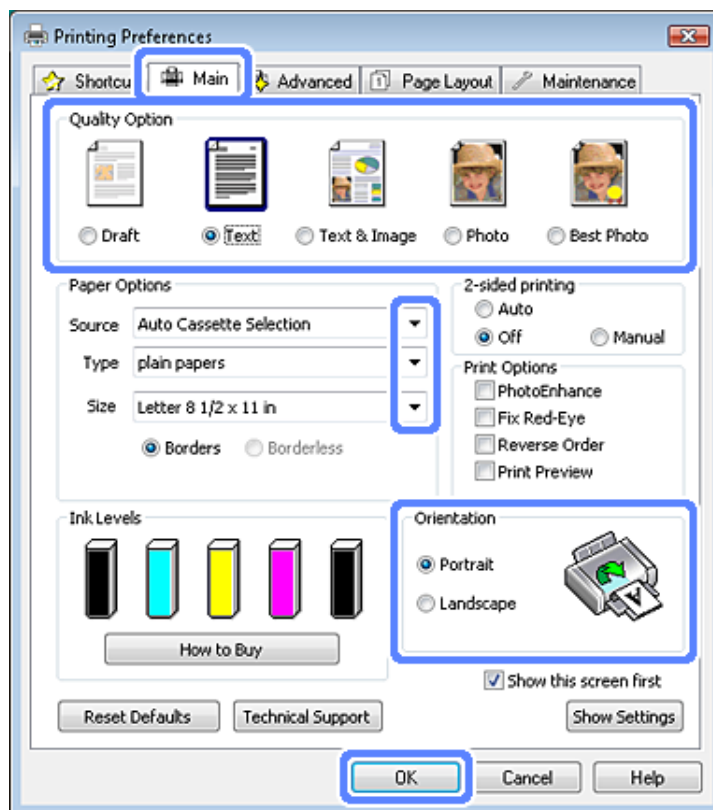 Printing Preferences
Shortcu Main Advanced 1 Page Layout Maintenance
Quality Option
Draft Text Text & Image Photo Best Photo
Paper Options
Source Auto Cassette Selection
Type plain papers
Size Letter 8 1/2 x 11 in
Borders Borderless
2-sided printing
Auto
Off Manual
Print Options
PhotoEnhance
Fix Red-Eye
Reverse Order
Print Preview
Ink Levels
How to Buy
Orientation
Portrait
Landscape
A
Show this screen first
Reset Defaults Technical Support Show Settings
OK Cancel Help